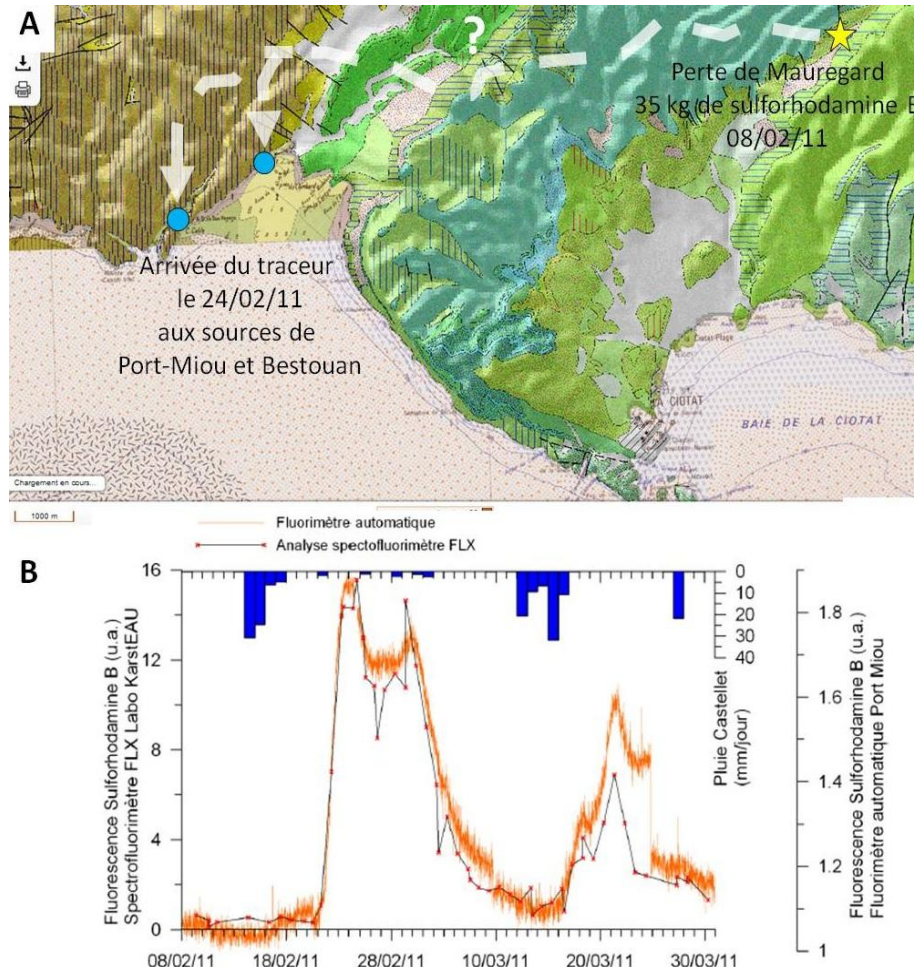 A
?
Perte de Mauregard
35 kg de sulforhodamine B
08/02/11
Arrivée du traceur
le 24/02/11
aux sources de
Port-Miou et Bestouan
LA CIOTAT
Ciotat-Plage
BAIE DE LA CIOTAT
Chargement en cours...
1000 m
Fluorimètre automatique
Analyse spectofluorimètre FLX
B
16
12
8
4
0
Fluorescence Sulforhodamine B (u.a.)
Spectrofluorimètre FLX Labo KarstEAU
0
10
20
30
40
Pluie Castellet
(mm/jour)
1.8
1.6
1.4
1.2
1
Fluorescence Sulforhodamine B (u.a.)
Fluorimètre automatique Port Miou
08/02/11
18/02/11
28/02/11
10/03/11
20/03/11
30/03/11